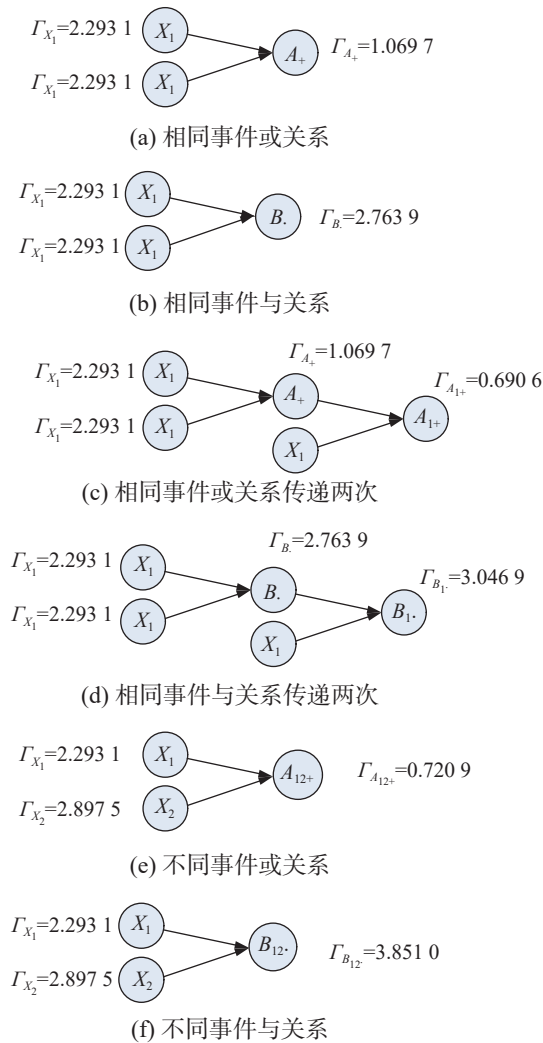 Γ_{X_1}=2.293 1 X_1
A_+ Γ_{A_+}=1.069 7
Γ_{X_1}=2.293 1 X_1
(a) 相同事件或关系
Γ_{X_1}=2.293 1 X_1
B. Γ_{B.}=2.763 9
Γ_{X_1}=2.293 1 X_1
(b) 相同事件与关系
Γ_{A_+}=1.069 7
Γ_{X_1}=2.293 1 X_1 Γ_{A_{1+}}=0.690 6
A_+
Γ_{X_1}=2.293 1 X_1 A_{1+}
X_1
(c) 相同事件或关系传递两次
Γ_{B.}=2.763 9
Γ_{X_1}=2.293 1 X_1 Γ_{B_1.}=3.046 9
B.
Γ_{X_1}=2.293 1 X_1 B_1.
X_1
(d) 相同事件与关系传递两次
Γ_{X_1}=2.293 1 X_1
A_{12+} Γ_{A_{12+}}=0.720 9
Γ_{X_2}=2.897 5 X_2
(e) 不同事件或关系
Γ_{X_1}=2.293 1 X_1
B_{12}. Γ_{B_{12}.}=3.851 0
Γ_{X_2}=2.897 5 X_2
(f) 不同事件与关系